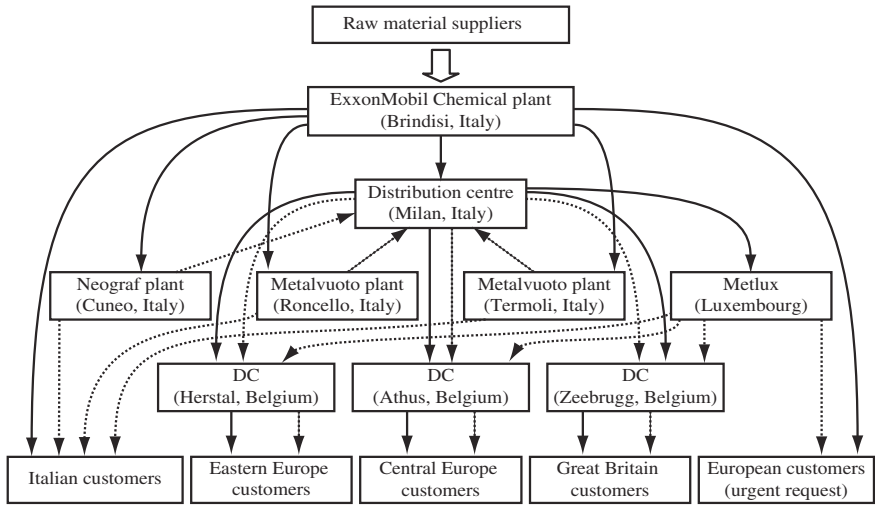 Raw material suppliers
ExxonMobil Chemical plant
(Brindisi, Italy)
Distribution centre
(Milan, Italy)
Neograf plant
(Cuneo, Italy)
Metalvuoto plant
(Roncello, Italy)
Metalvuoto plant
(Termoli, Italy)
Metlux
(Luxembourg)
DC
(Herstal, Belgium)
DC
(Athus, Belgium)
DC
(Zeebrugg, Belgium)
Italian customers
Eastern Europe
customers
Central Europe
customers
Great Britain
customers
European customers
(urgent request)